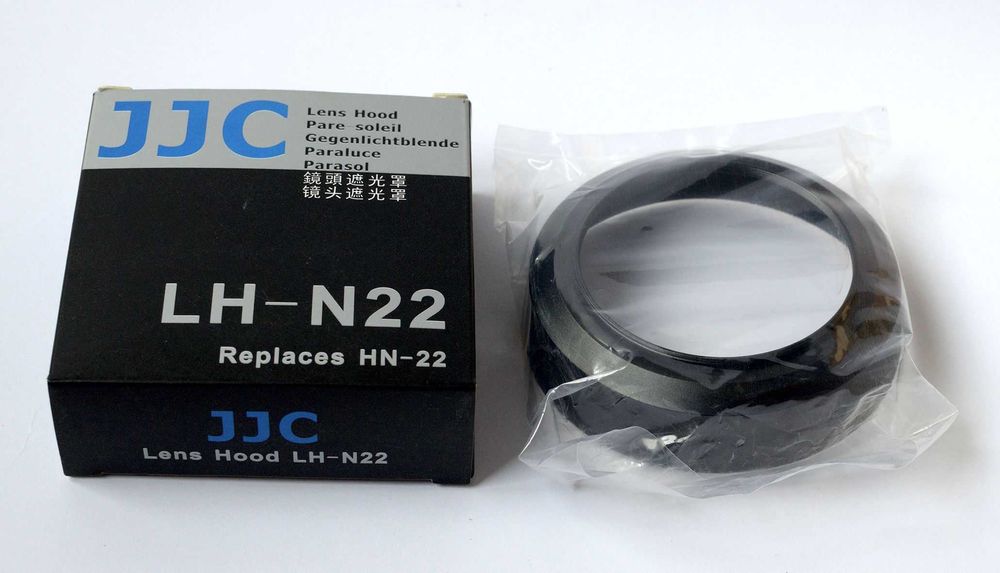 JJC
Lens Hood
Pare soleil
Gegenlichtblende
Paraluce
Parasol
鏡頭遮光罩
镜头遮光罩
LH-N22
Replaces HN-22
JJC
Lens Hood LH-N22